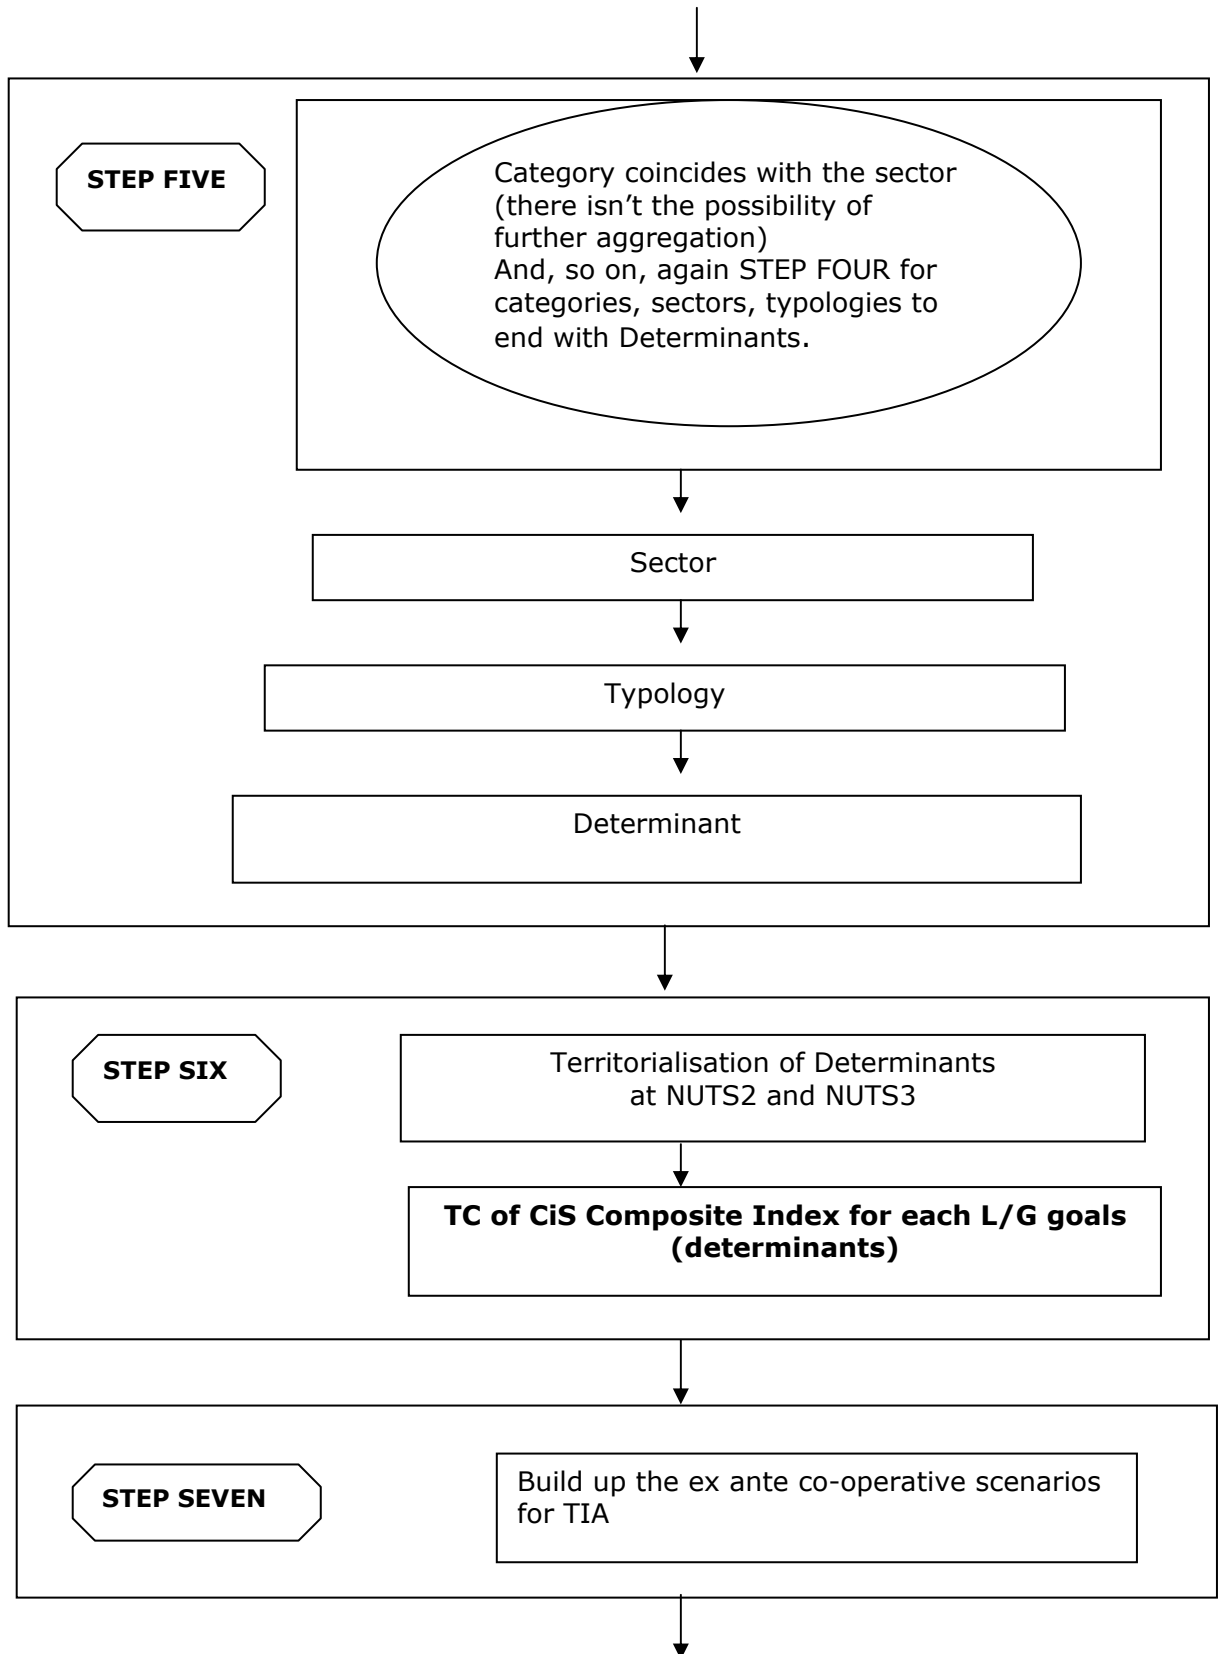 STEP FIVE
Category coincides with the sector
(there isn't the possibility of
further aggregation)
And, so on, again STEP FOUR for
categories, sectors, typologies to
end with Determinants.
Sector
Typology
Determinant
STEP SIX
Territorialisation of Determinants
at NUTS2 and NUTS3
TC of CiS Composite Index for each L/G goals
(determinants)
STEP SEVEN
Build up the ex ante co-operative scenarios
for TIA